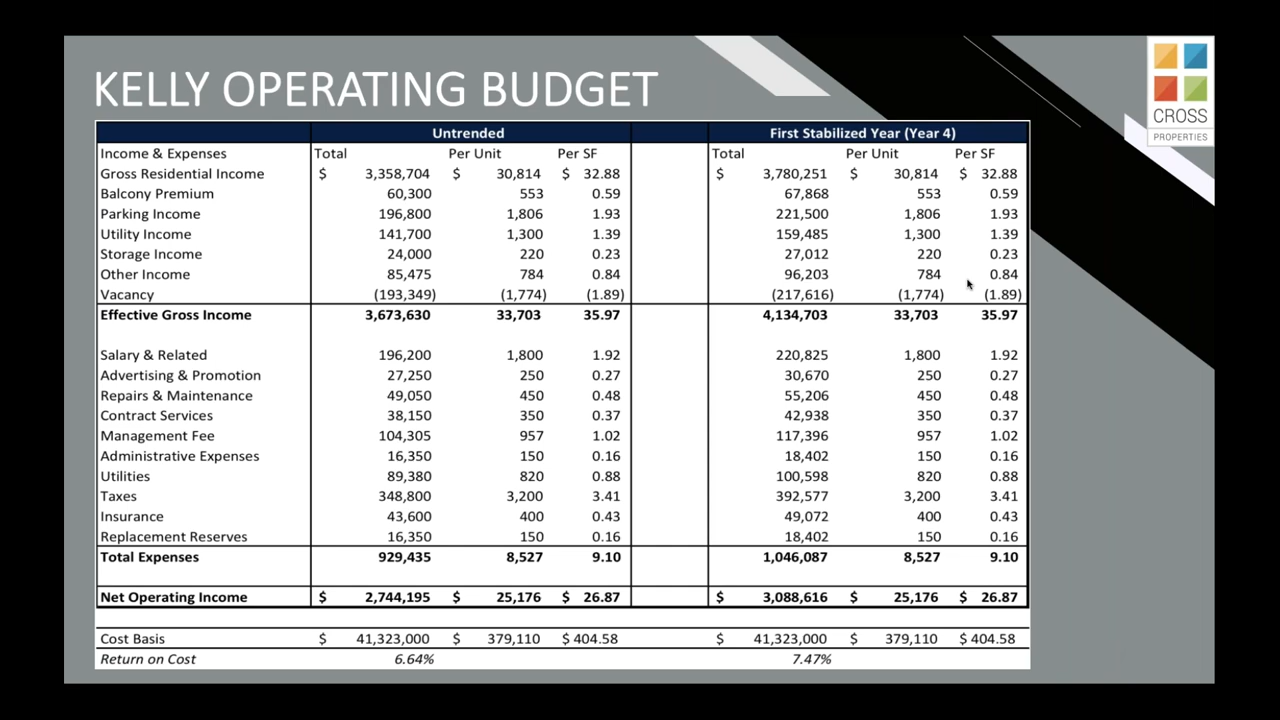 KELLY OPERATING BUDGET
CROSS
PROPERTIES
Untrended First Stabilized Year (Year 4)
Income & Expenses Total Per Unit Per SF Total Per Unit Per SF
Gross Residential Income $ 3,358,704 $ 30,814 $ 32.88 $ 3,780,251 $ 30,814 $ 32.88
Balcony Premium 60,300 553 0.59 67,868 553 0.59
Parking Income 196,800 1,806 1.93 221,500 1,806 1.93
Utility Income 141,700 1,300 1.39 159,485 1,300 1.39
Storage Income 24,000 220 0.23 27,012 220 0.23
Other Income 85,475 784 0.84 96,203 784 0.84
Vacancy (193,349) (1,774) (1.89) (217,616) (1,774) (1.89)
Effective Gross Income 3,673,630 33,703 35.97 4,134,703 33,703 35.97
Salary & Related 196,200 1,800 1.92 220,825 1,800 1.92
Advertising & Promotion 27,250 250 0.27 30,670 250 0.27
Repairs & Maintenance 49,050 450 0.48 55,206 450 0.48
Contract Services 38,150 350 0.37 42,938 350 0.37
Management Fee 104,305 957 1.02 117,396 957 1.02
Administrative Expenses 16,350 150 0.16 18,402 150 0.16
Utilities 89,380 820 0.88 100,598 820 0.88
Taxes 348,800 3,200 3.41 392,577 3,200 3.41
Insurance 43,600 400 0.43 49,072 400 0.43
Replacement Reserves 16,350 150 0.16 18,402 150 0.16
Total Expenses 929,435 8,527 9.10 1,046,087 8,527 9.10
Net Operating Income $ 2,744,195 $ 25,176 $ 26.87 $ 3,088,616 $ 25,176 $ 26.87
Cost Basis $ 41,323,000 $ 379,110 $ 404.58 $ 41,323,000 $ 379,110 $ 404.58
Return on Cost 6.64% 7.47%